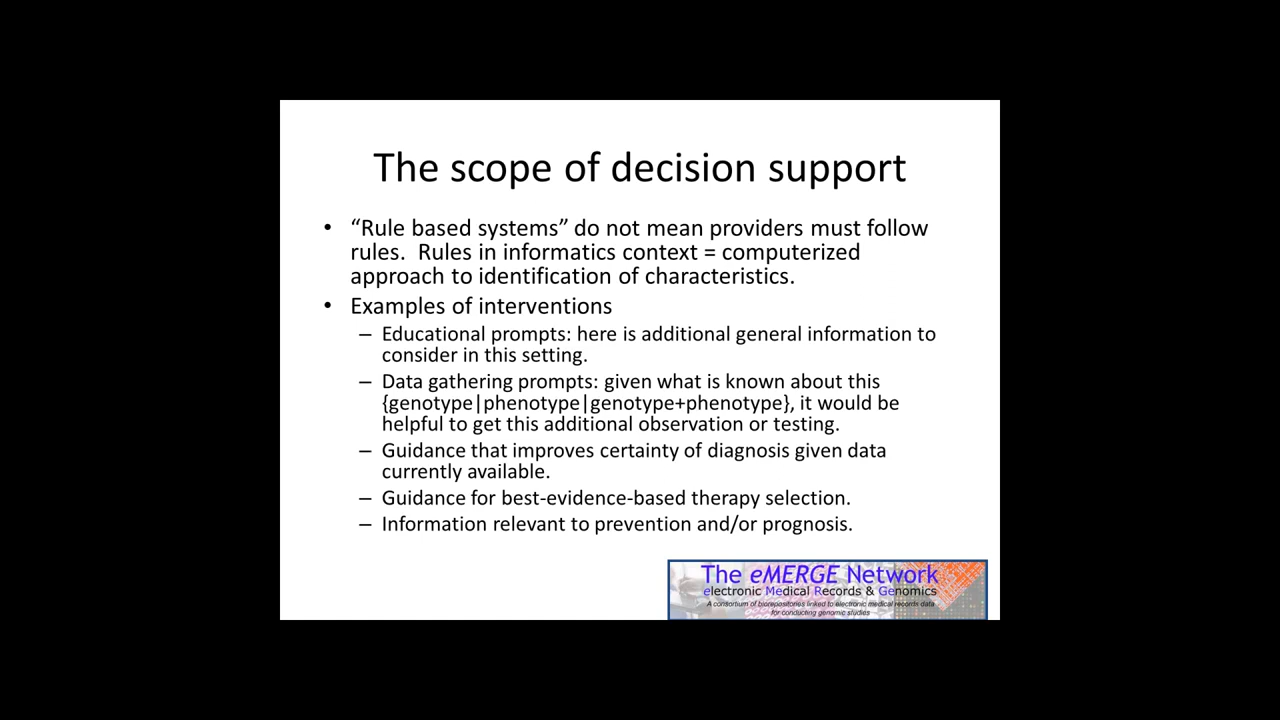 The scope of decision support
• “Rule based systems” do not mean providers must follow
rules.  Rules in informatics context = computerized
approach to identification of characteristics.
• Examples of interventions
– Educational prompts: here is additional general information to
consider in this setting.
– Data gathering prompts: given what is known about this
{genotype|phenotype|genotype+phenotype}, it would be
helpful to get this additional observation or testing.
– Guidance that improves certainty of diagnosis given data
currently available.
– Guidance for best-evidence-based therapy selection.
– Information relevant to prevention and/or prognosis.
The eMERGE Network
electronic Medical Records & Genomics
A consortium of biorepositories linked to electronic medical records data
for conducting genomic studies